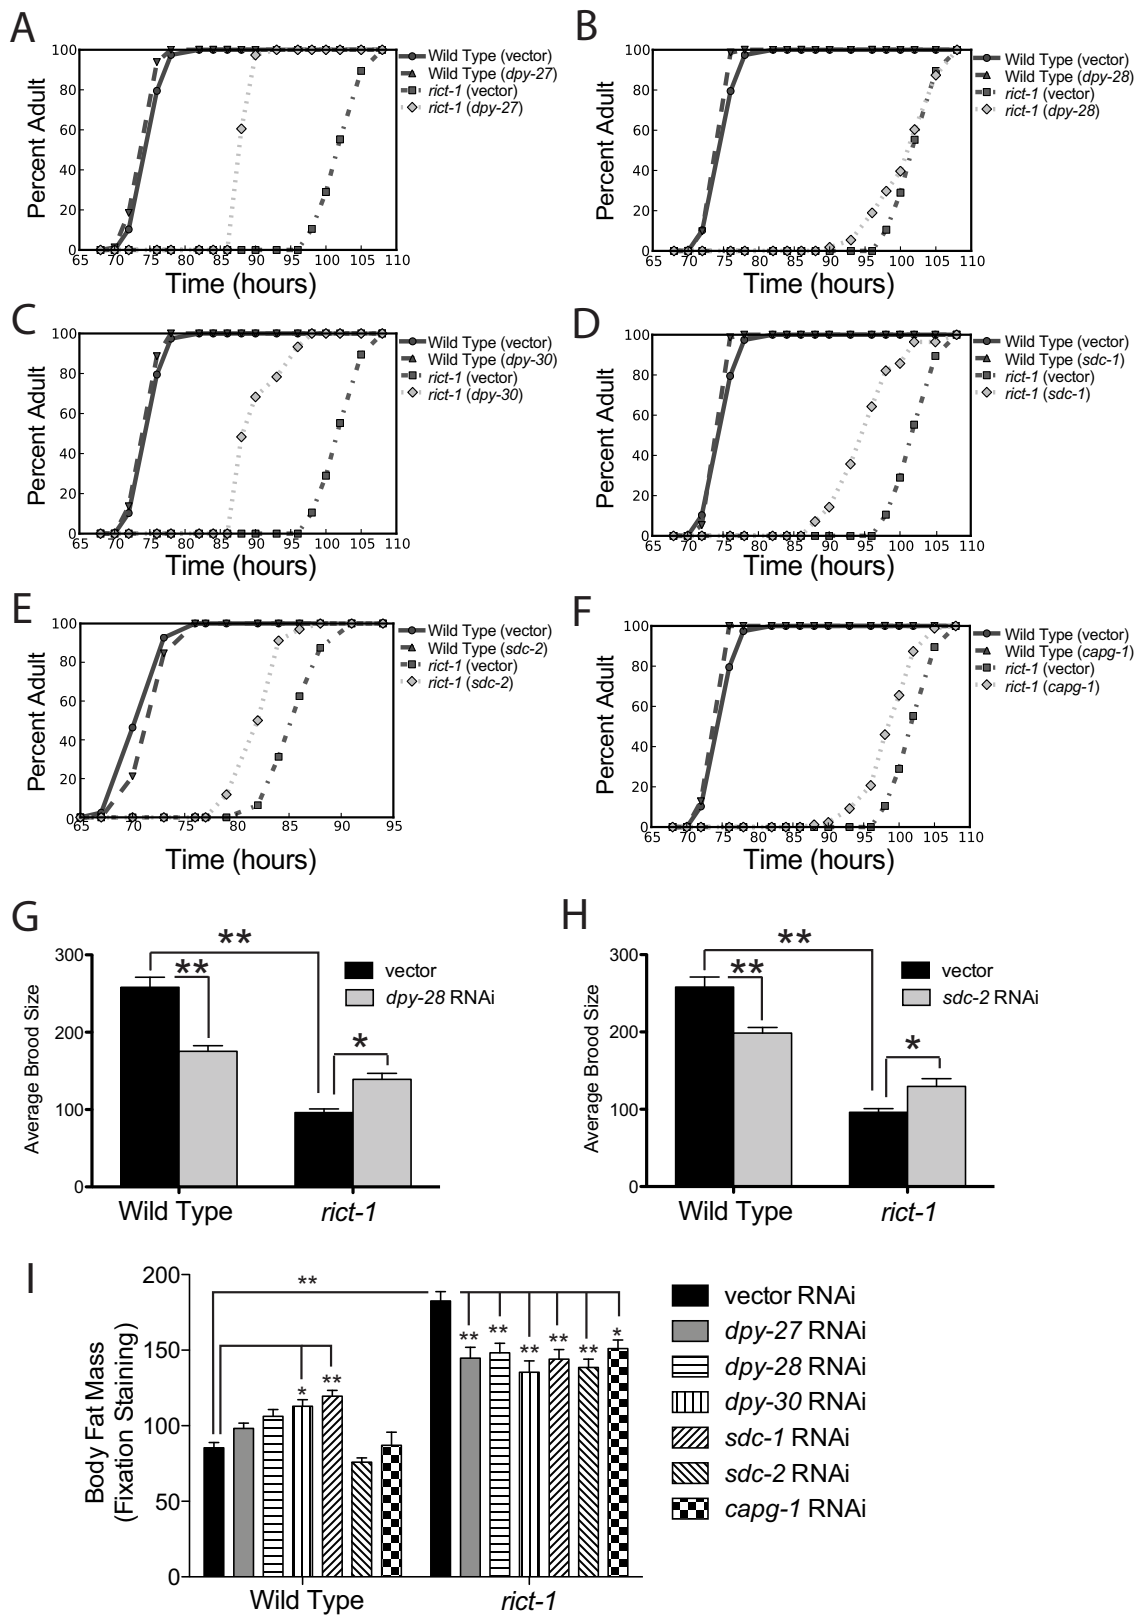 A
100
80
60
40
20
0
65 70 75 80 85 90 95 100 105 110
Percent Adult
Time (hours)
Wild Type (vector)
Wild Type (dpy-27)
rict-1 (vector)
rict-1 (dpy-27)
B
100
80
60
40
20
0
65 70 75 80 85 90 95 100 105 110
Percent Adult
Time (hours)
Wild Type (vector)
Wild Type (dpy-28)
rict-1 (vector)
rict-1 (dpy-28)
C
100
80
60
40
20
0
65 70 75 80 85 90 95 100 105 110
Percent Adult
Time (hours)
Wild Type (vector)
Wild Type (dpy-30)
rict-1 (vector)
rict-1 (dpy-30)
D
100
80
60
40
20
0
65 70 75 80 85 90 95 100 105 110
Percent Adult
Time (hours)
Wild Type (vector)
Wild Type (sdc-1)
rict-1 (vector)
rict-1 (sdc-1)
E
100
80
60
40
20
0
65 70 75 80 85 90 95
Percent Adult
Time (hours)
Wild Type (vector)
Wild Type (sdc-2)
rict-1 (vector)
rict-1 (sdc-2)
F
100
80
60
40
20
0
65 70 75 80 85 90 95 100 105 110
Percent Adult
Time (hours)
Wild Type (vector)
Wild Type (capg-1)
rict-1 (vector)
rict-1 (capg-1)
G
300
200
100
0
Average Brood Size
**
**
*
vector
dpy-28 RNAi
Wild Type rict-1
H
300
200
100
0
Average Brood Size
**
**
*
vector
sdc-2 RNAi
Wild Type rict-1
I
200
150
100
50
0
Body Fat Mass
(Fixation Staining)
**
* **
** ** ** ** ** *
Wild Type rict-1
vector RNAi
dpy-27 RNAi
dpy-28 RNAi
dpy-30 RNAi
sdc-1 RNAi
sdc-2 RNAi
capg-1 RNAi